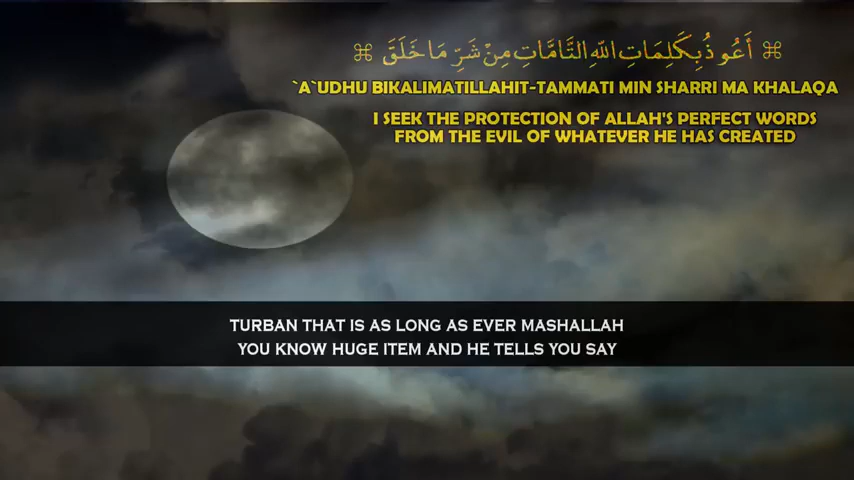 ⌘ أَعُوذُ بِكَلِمَاتِ اللّٰهِ التَّامَّاتِ مِنْ شَرِّ مَا خَلَقَ ⌘
`A`UDHU BIKALIMATILLAHIT-TAMMATI MIN SHARRI MA KHALAQA
I SEEK THE PROTECTION OF ALLAH'S PERFECT WORDS
FROM THE EVIL OF WHATEVER HE HAS CREATED
TURBAN THAT IS AS LONG AS EVER MASHALLAH
YOU KNOW HUGE ITEM AND HE TELLS YOU SAY